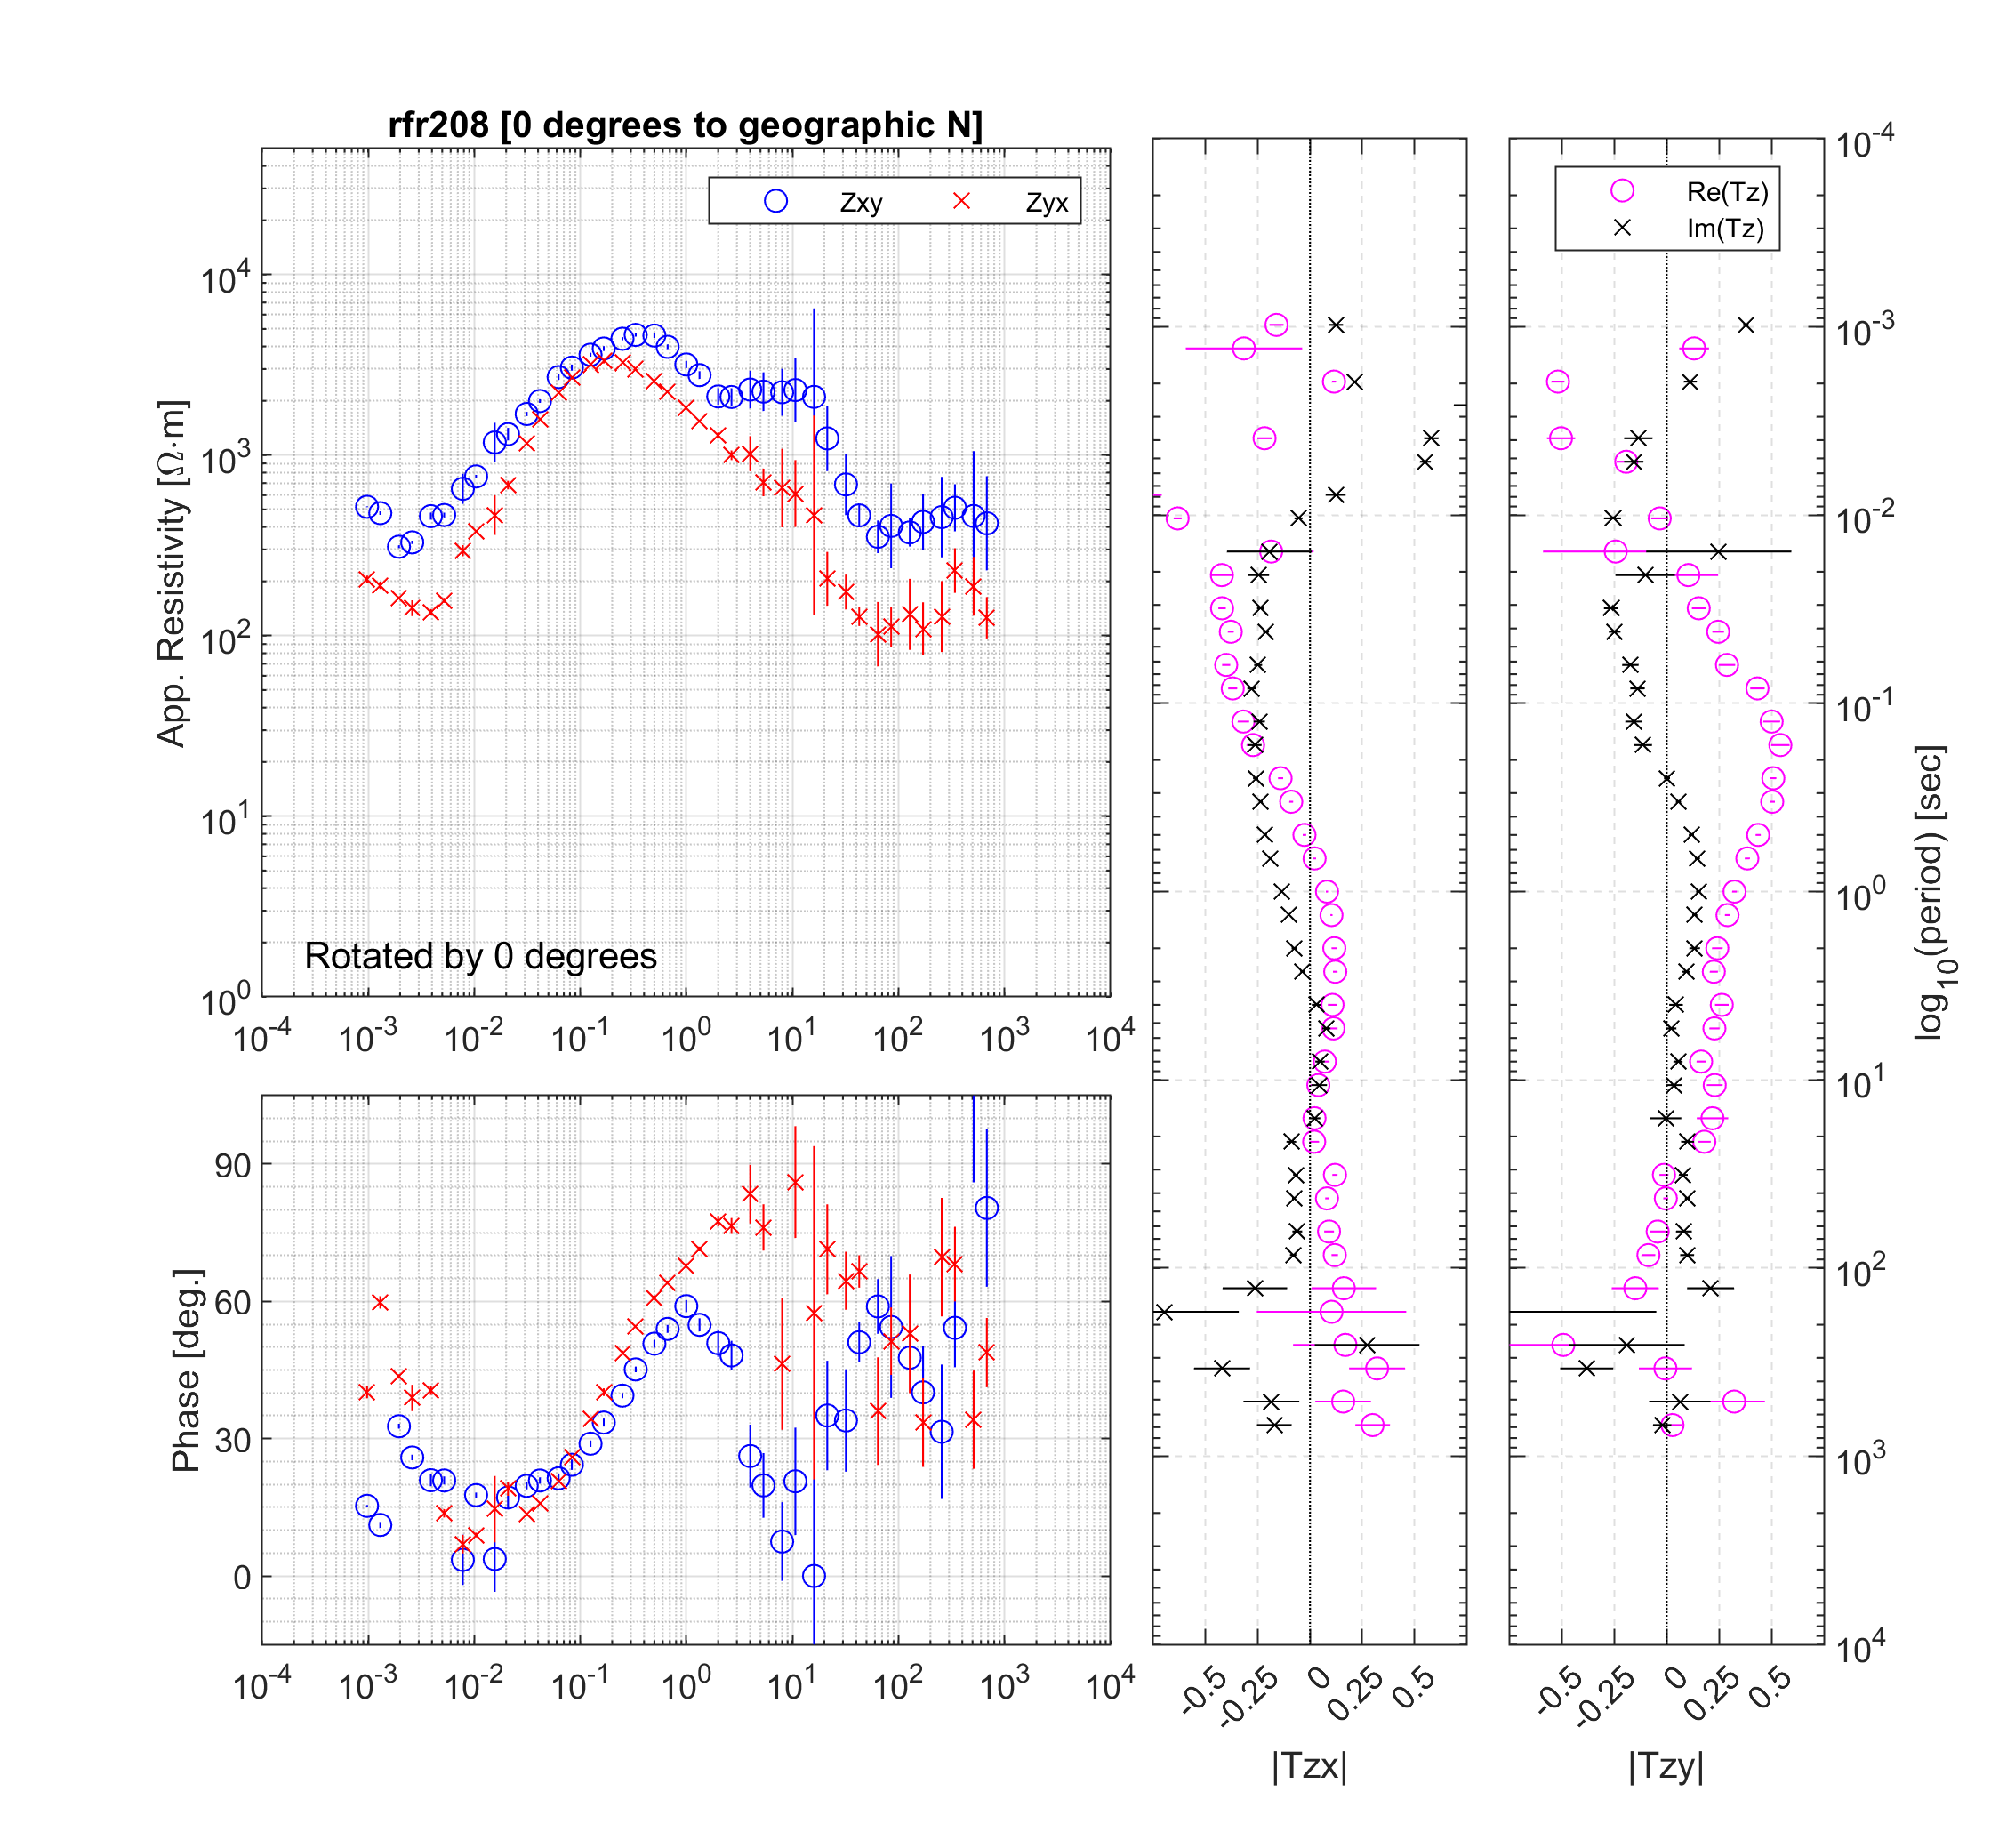 rfr208 [0 degrees to geographic N]
Zxy Zyx
App. Resistivity [Ω·m]
10^4
10^3
10^2
10^1
10^0
Rotated by 0 degrees
10^-4 10^-3 10^-2 10^-1 10^0 10^1 10^2 10^3 10^4
Phase [deg.]
90
60
30
0
10^-4 10^-3 10^-2 10^-1 10^0 10^1 10^2 10^3 10^4
-0.5 -0.25 0 0.25 0.5
|Tzx|
Re(Tz)
Im(Tz)
10^-4
10^-3
10^-2
10^-1
10^0
10^1
10^2
10^3
10^4
log10(period) [sec]
-0.5 -0.25 0 0.25 0.5
|Tzy|